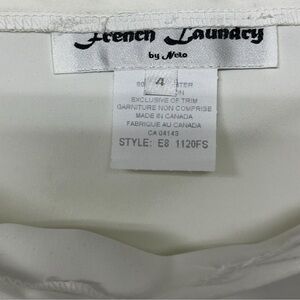 French Laundry
by Neto
4
EXCLUSIVE OF TRIM
GARNITURE NON COMPRISE
MADE IN CANADA
FABRIQUE AU CANADA
CA 04143
STYLE: E8 1120FS